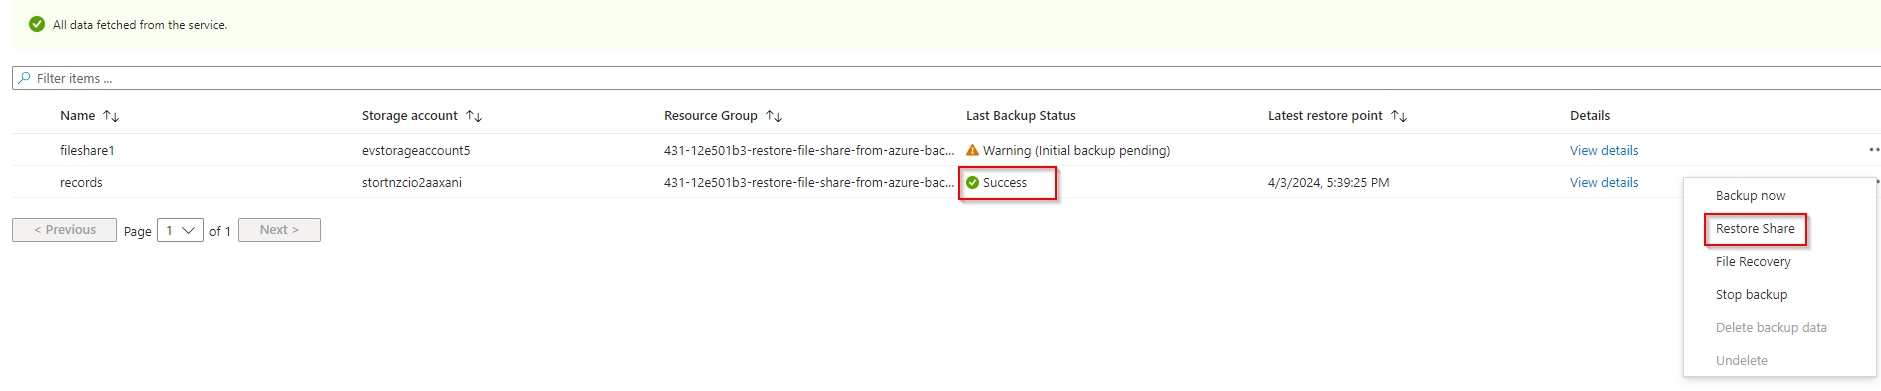 All data fetched from the service.
Filter items ...
Name Storage account Resource Group Last Backup Status Latest restore point Details
fileshare1 evstorageaccount5 431-12e501b3-restore-file-share-from-azure-bac... Warning (Initial backup pending) View details
records stortnzcio2aaxani 431-12e501b3-restore-file-share-from-azure-bac... Success 4/3/2024, 5:39:25 PM View details
< Previous Page 1 of 1 Next >
Backup now
Restore Share
File Recovery
Stop backup
Delete backup data
Undelete